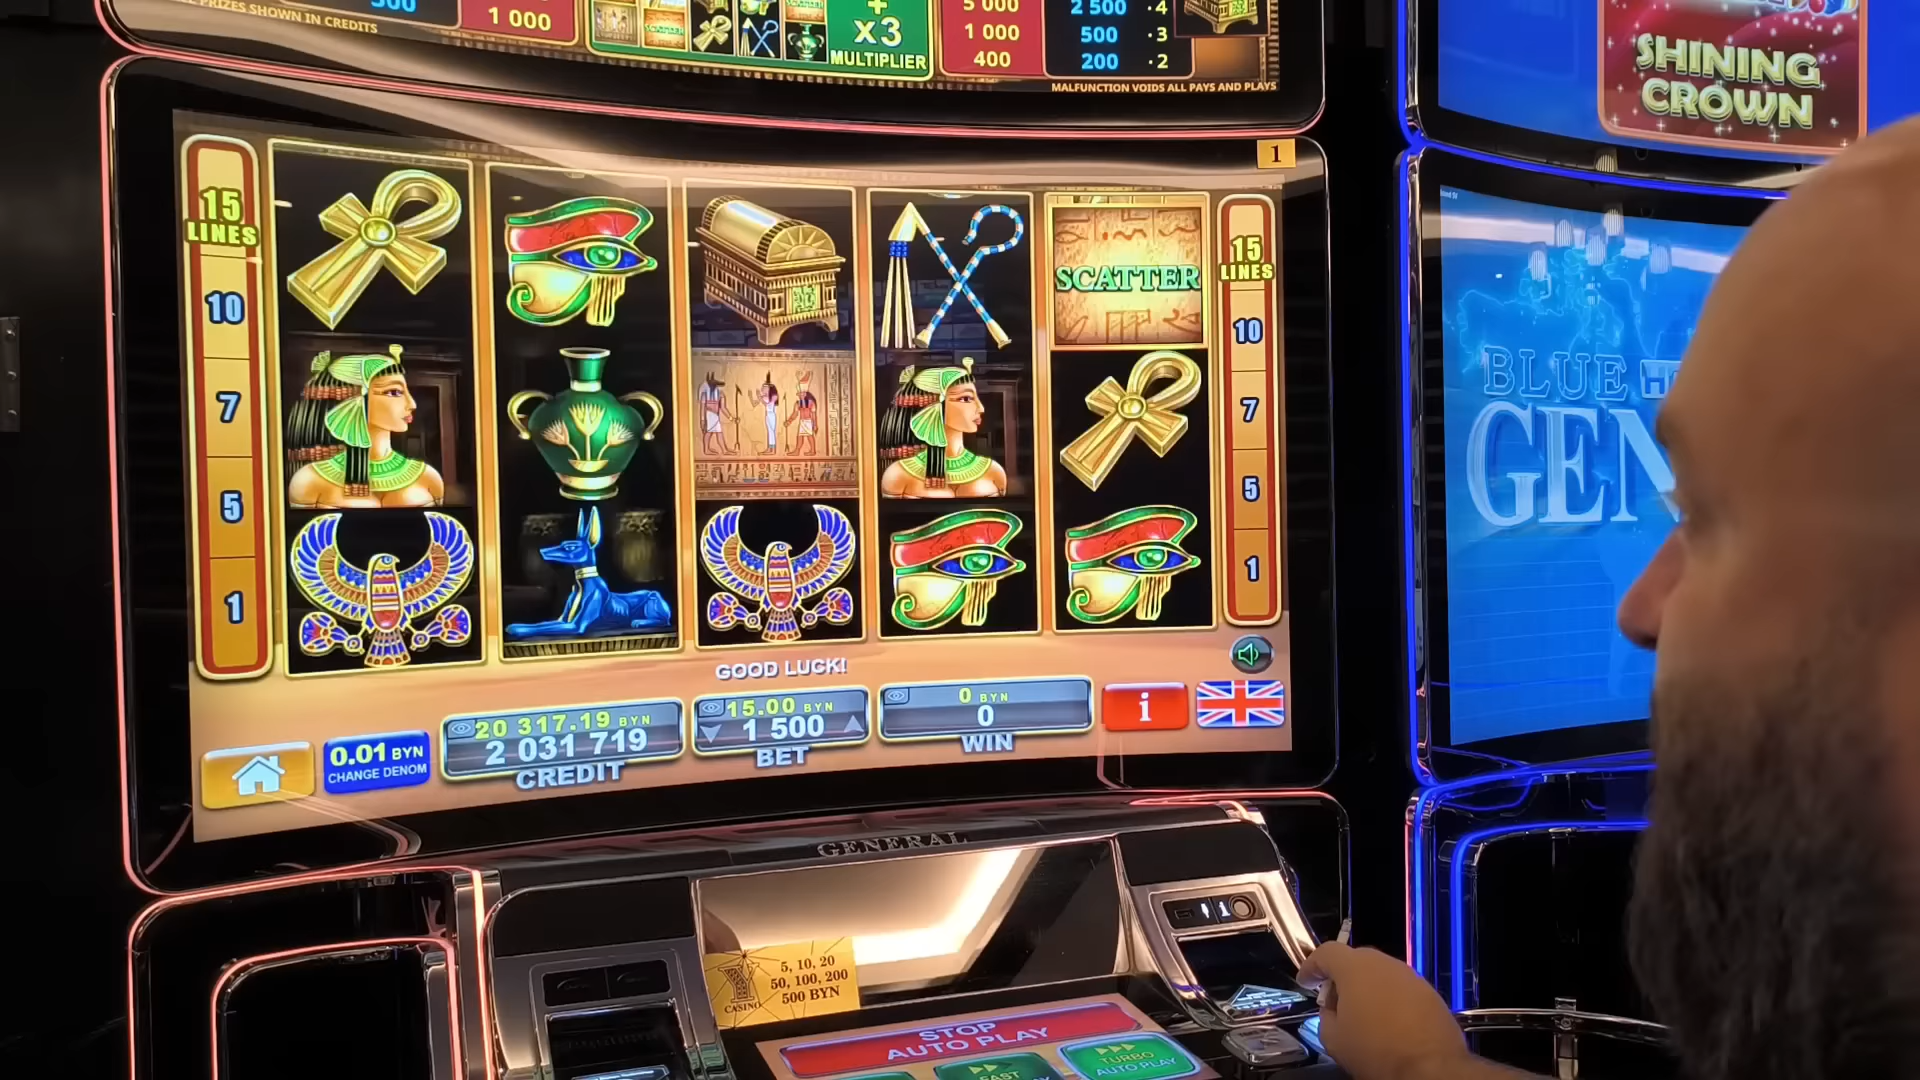 ALL PRIZES SHOWN IN CREDITS
500
1 000
SCATTER
+
x3
MULTIPLIER
5 000
1 000
400
2 500 ·4
500 ·3
200 ·2
MALFUNCTION VOIDS ALL PAYS AND PLAYS
SHINING
CROWN
1
15
LINES
10
7
5
1
SCATTER
15
LINES
10
7
5
1
BLUE
GEN
GOOD LUCK!
0.01 BYN
CHANGE DENOM
20 317.19 BYN
2 031 719
CREDIT
15.00 BYN
1 500
BET
0 BYN
0
WIN
i
GENERAL
i
Y
CASINO
5, 10, 20
50, 100, 200
500 BYN
STOP
AUTO PLAY
FAST
TURBO
AUTO PLAY